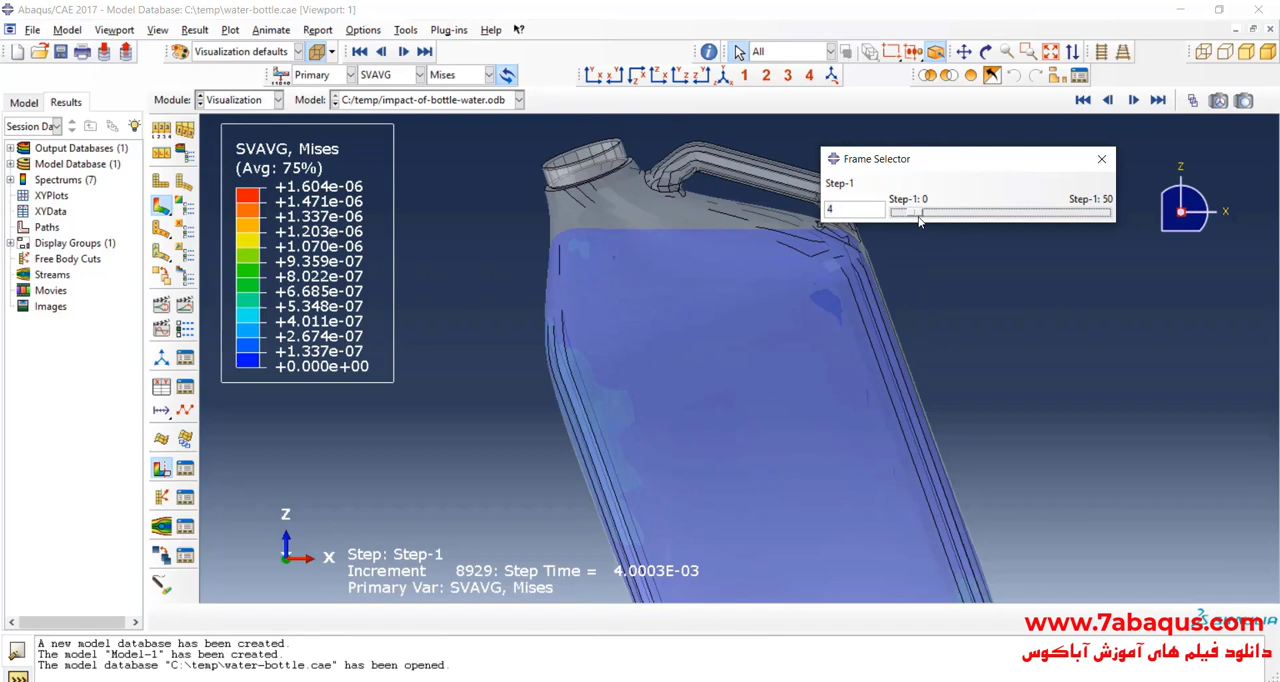 Abaqus/CAE 2017 - Model Database: C:\temp\water-bottle.cae [Viewport: 1]
File Model Viewport View Result Plot Animate Report Options Tools Plug-ins Help
Visualization defaults All
Primary SVAVG Mises 1 2 3 4
Model Results Module: Visualization Model: C:/temp/impact-of-bottle-water.odb
Session Da
Output Databases (1)
Model Database (1)
Spectrums (7)
XYPlots
XYData
Paths
Display Groups (1)
Free Body Cuts
Streams
Movies
Images
SVAVG, Mises
(Avg: 75%)
+1.604e-06
+1.471e-06
+1.337e-06
+1.203e-06
+1.070e-06
+9.359e-07
+8.022e-07
+6.685e-07
+5.348e-07
+4.011e-07
+2.674e-07
+1.337e-07
+0.000e+00
Frame Selector
Step-1
4 Step-1: 0 Step-1: 50
Z
X
Z
X
Step: Step-1
Increment 8929: Step Time = 4.0003E-03
Primary Var: SVAVG, Mises
www.7abaqus.com
دانلود فیلم های آموزش آباکوس
A new model database has been created.
The model "Model-1" has been created.
The model database "C:\temp\water-bottle.cae" has been opened.